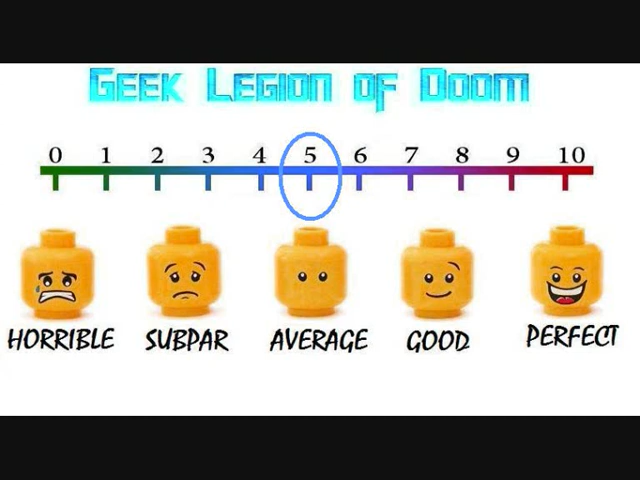 GEEK LEGION OF DOOM
0 1 2 3 4 5 6 7 8 9 10
HORRIBLE SUBPAR AVERAGE GOOD PERFECT